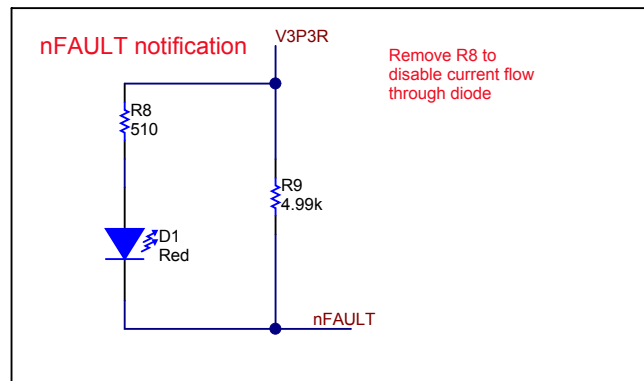 nFAULT notification
V3P3R
Remove R8 to
disable current flow
through diode
R8
510
R9
4.99k
D1
Red
nFAULT